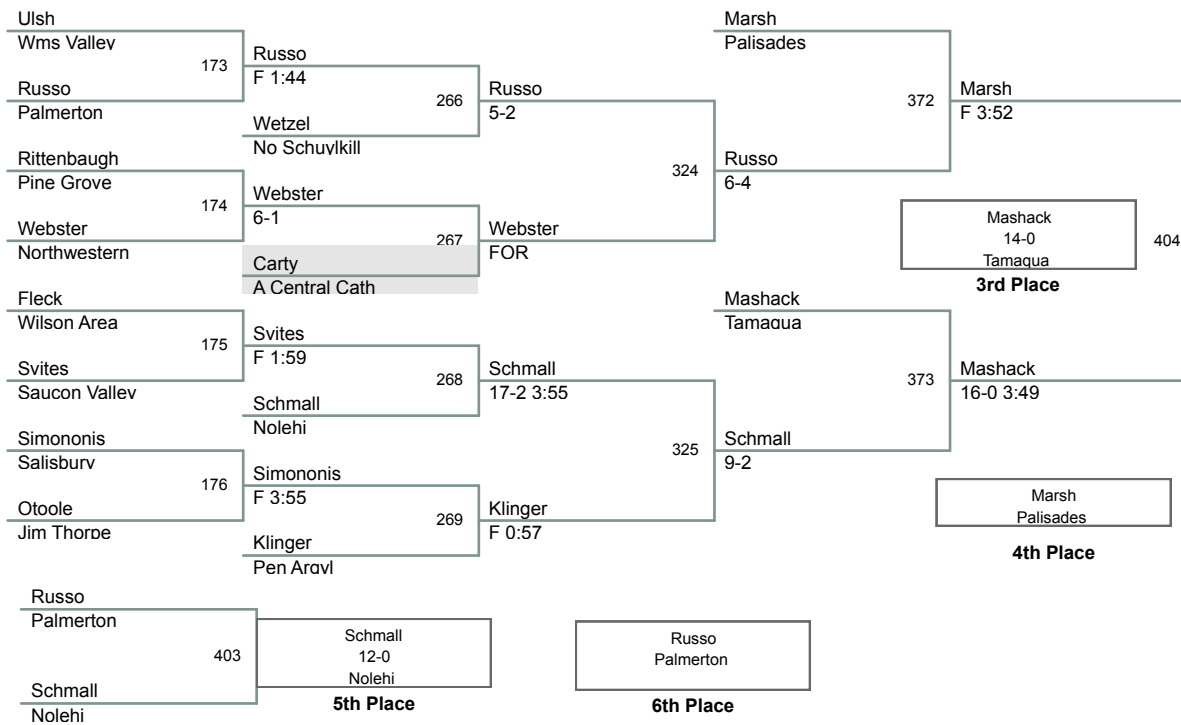 Ulsh
Wms Valley
173
Russo
Palmerton
Russo
F 1:44
266
Wetzel
No Schuylkill
Rittenbaugh
Pine Grove
174
Webster
Northwestern
Webster
6-1
267
Carty
A Central Cath
Russo
5-2
324
Webster
FOR
Fleck
Wilson Area
175
Svites
Saucon Valley
Svites
F 1:59
268
Schmall
Nolehi
Simononis
Salisbury
176
Otoole
Jim Thorpe
Simononis
F 3:55
269
Klinger
Pen Argyl
Schmall
17-2 3:55
325
Klinger
F 0:57
Marsh
Palisades
372
Russo
6-4
Marsh
F 3:52
Mashack
14-0
Tamaqua
404
3rd Place
Mashack
Tamaqua
373
Schmall
9-2
Mashack
16-0 3:49
Marsh
Palisades
4th Place
Russo
Palmerton
403
Schmall
Nolehi
Schmall
12-0
Nolehi
5th Place
Russo
Palmerton
6th Place